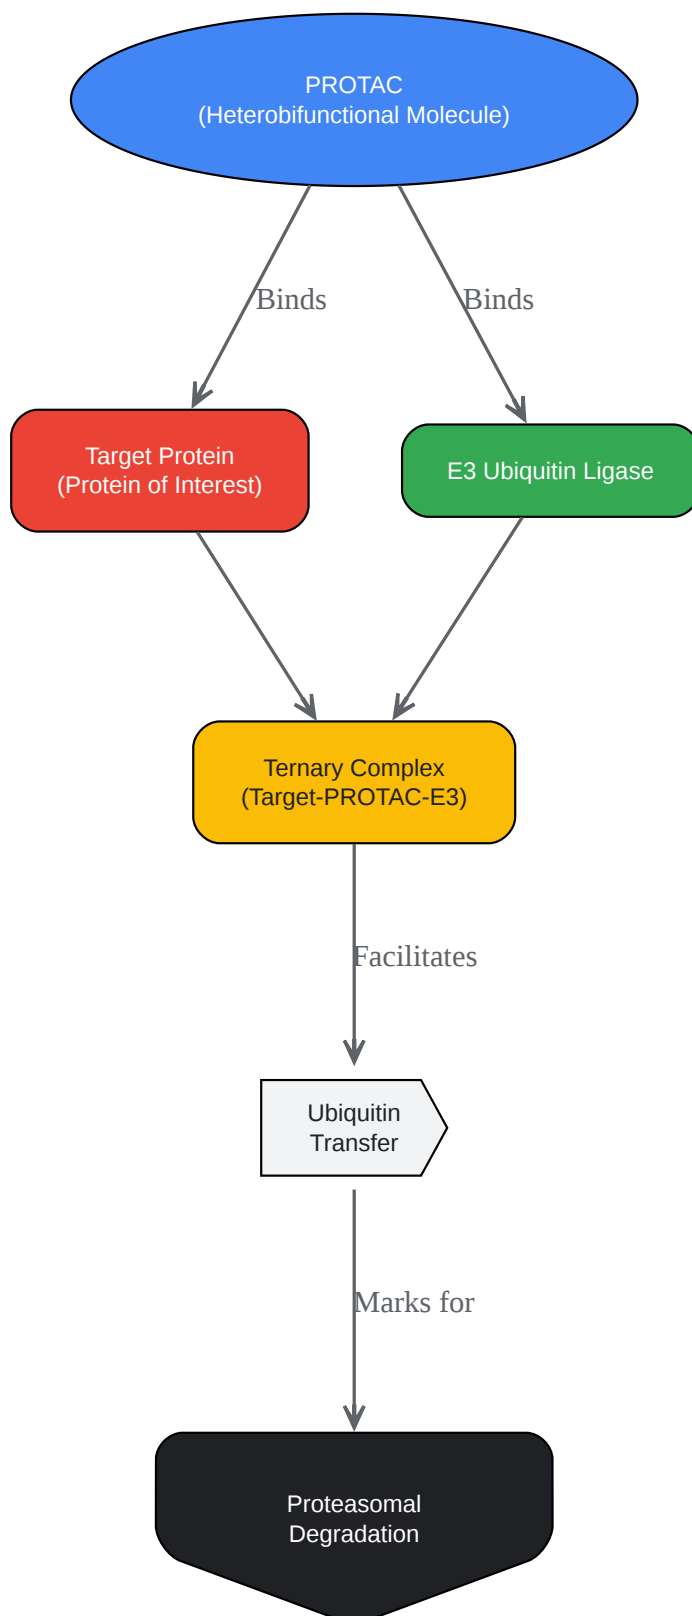 PROTAC
(Heterobifunctional Molecule)
Binds
Binds
Target Protein
(Protein of Interest)
E3 Ubiquitin Ligase
Ternary Complex
(Target-PROTAC-E3)
Facilitates
Ubiquitin
Transfer
Marks for
Proteasomal
Degradation